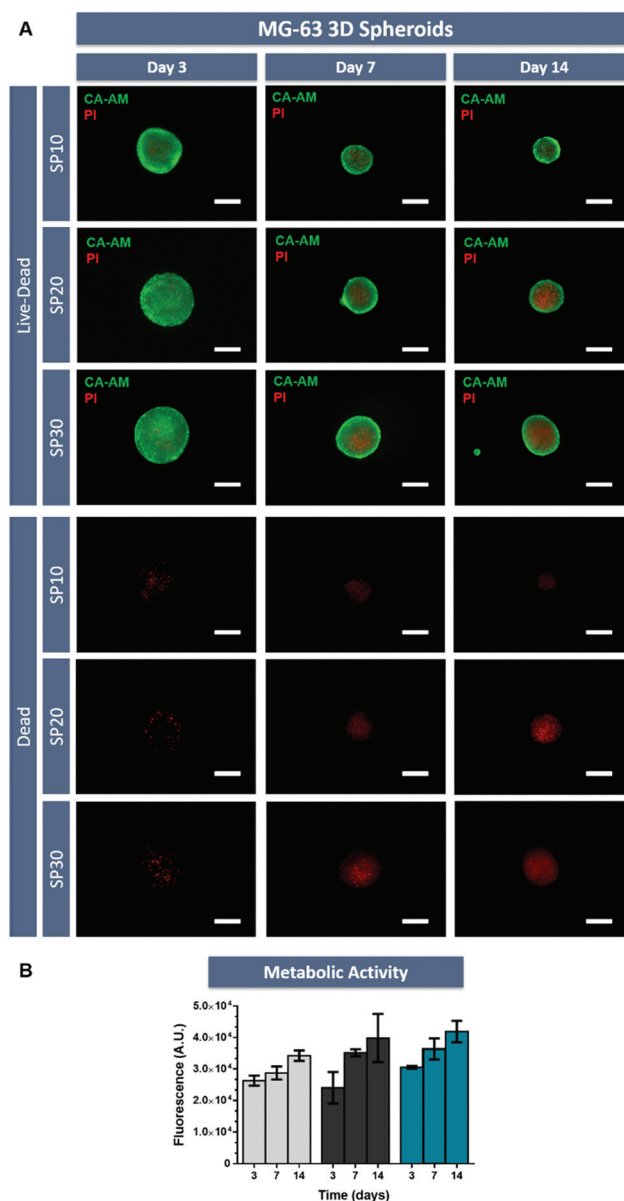 A
MG-63 3D Spheroids
Day 3
Day 7
Day 14
Live-Dead
SP10
CA-AM
PI
CA-AM
PI
CA-AM
PI
SP20
CA-AM
PI
CA-AM
PI
CA-AM
PI
SP30
CA-AM
PI
CA-AM
PI
CA-AM
PI
Dead
SP10
SP20
SP30
B
Metabolic Activity
Fluorescence (A.U.)
5.0×10⁴
4.0×10⁴
3.0×10⁴
2.0×10⁴
1.0×10⁴
0
3 7 14 3 7 14 3 7 14
Time (days)